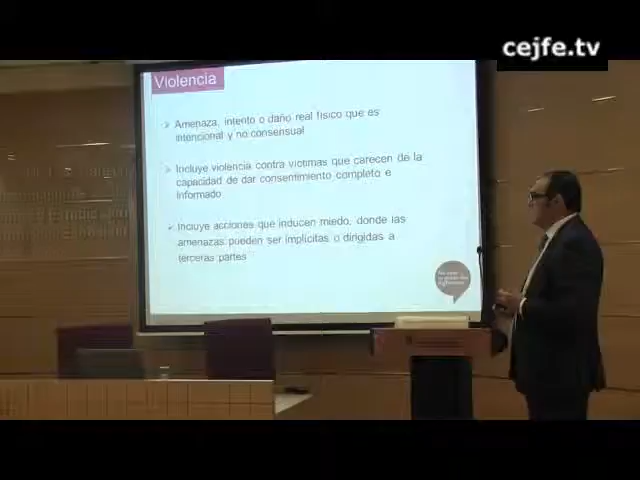 cejfe.tv
Violencia
Amenaza, intento o daño real físico que es
intencional y no consensual
Incluye violencia contra víctimas que carecen de la
capacidad de dar consentimiento completo e
informado
Incluye acciones que inducen miedo, donde las
amenazas pueden ser implícitas o dirigidas a
terceras partes